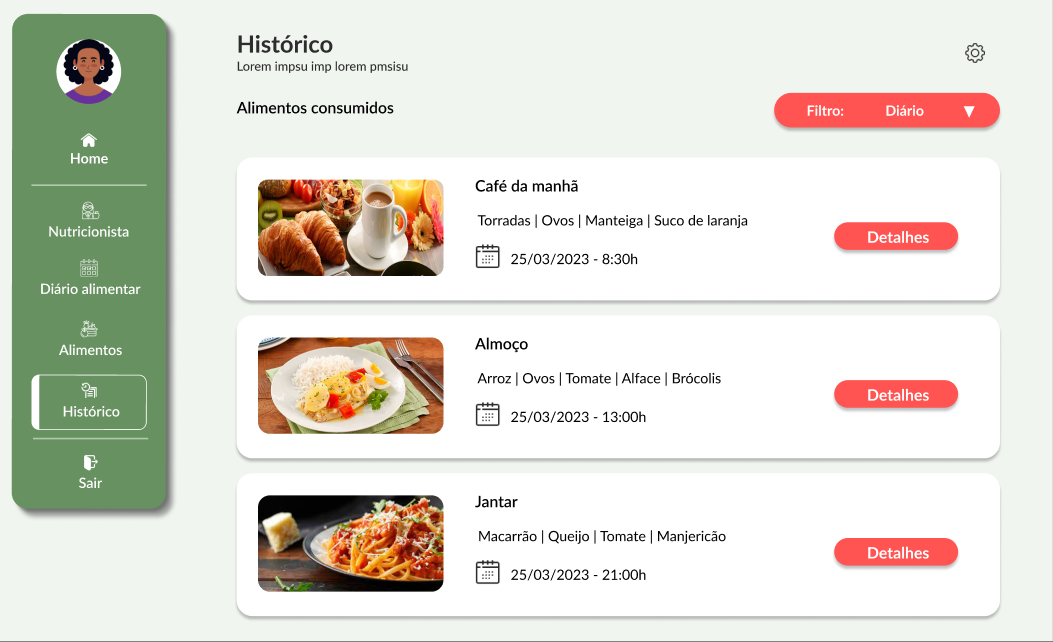 Home
Nutricionista
Diário alimentar
Alimentos
Histórico
Sair
Histórico
Lorem impsu imp lorem pmsisu
Alimentos consumidos
Filtro: Diário ▼
Café da manhã
Torradas | Ovos | Manteiga | Suco de laranja
25/03/2023 - 8:30h
Detalhes
Almoço
Arroz | Ovos | Tomate | Alface | Brócolis
25/03/2023 - 13:00h
Detalhes
Jantar
Macarrão | Queijo | Tomate | Manjericão
25/03/2023 - 21:00h
Detalhes